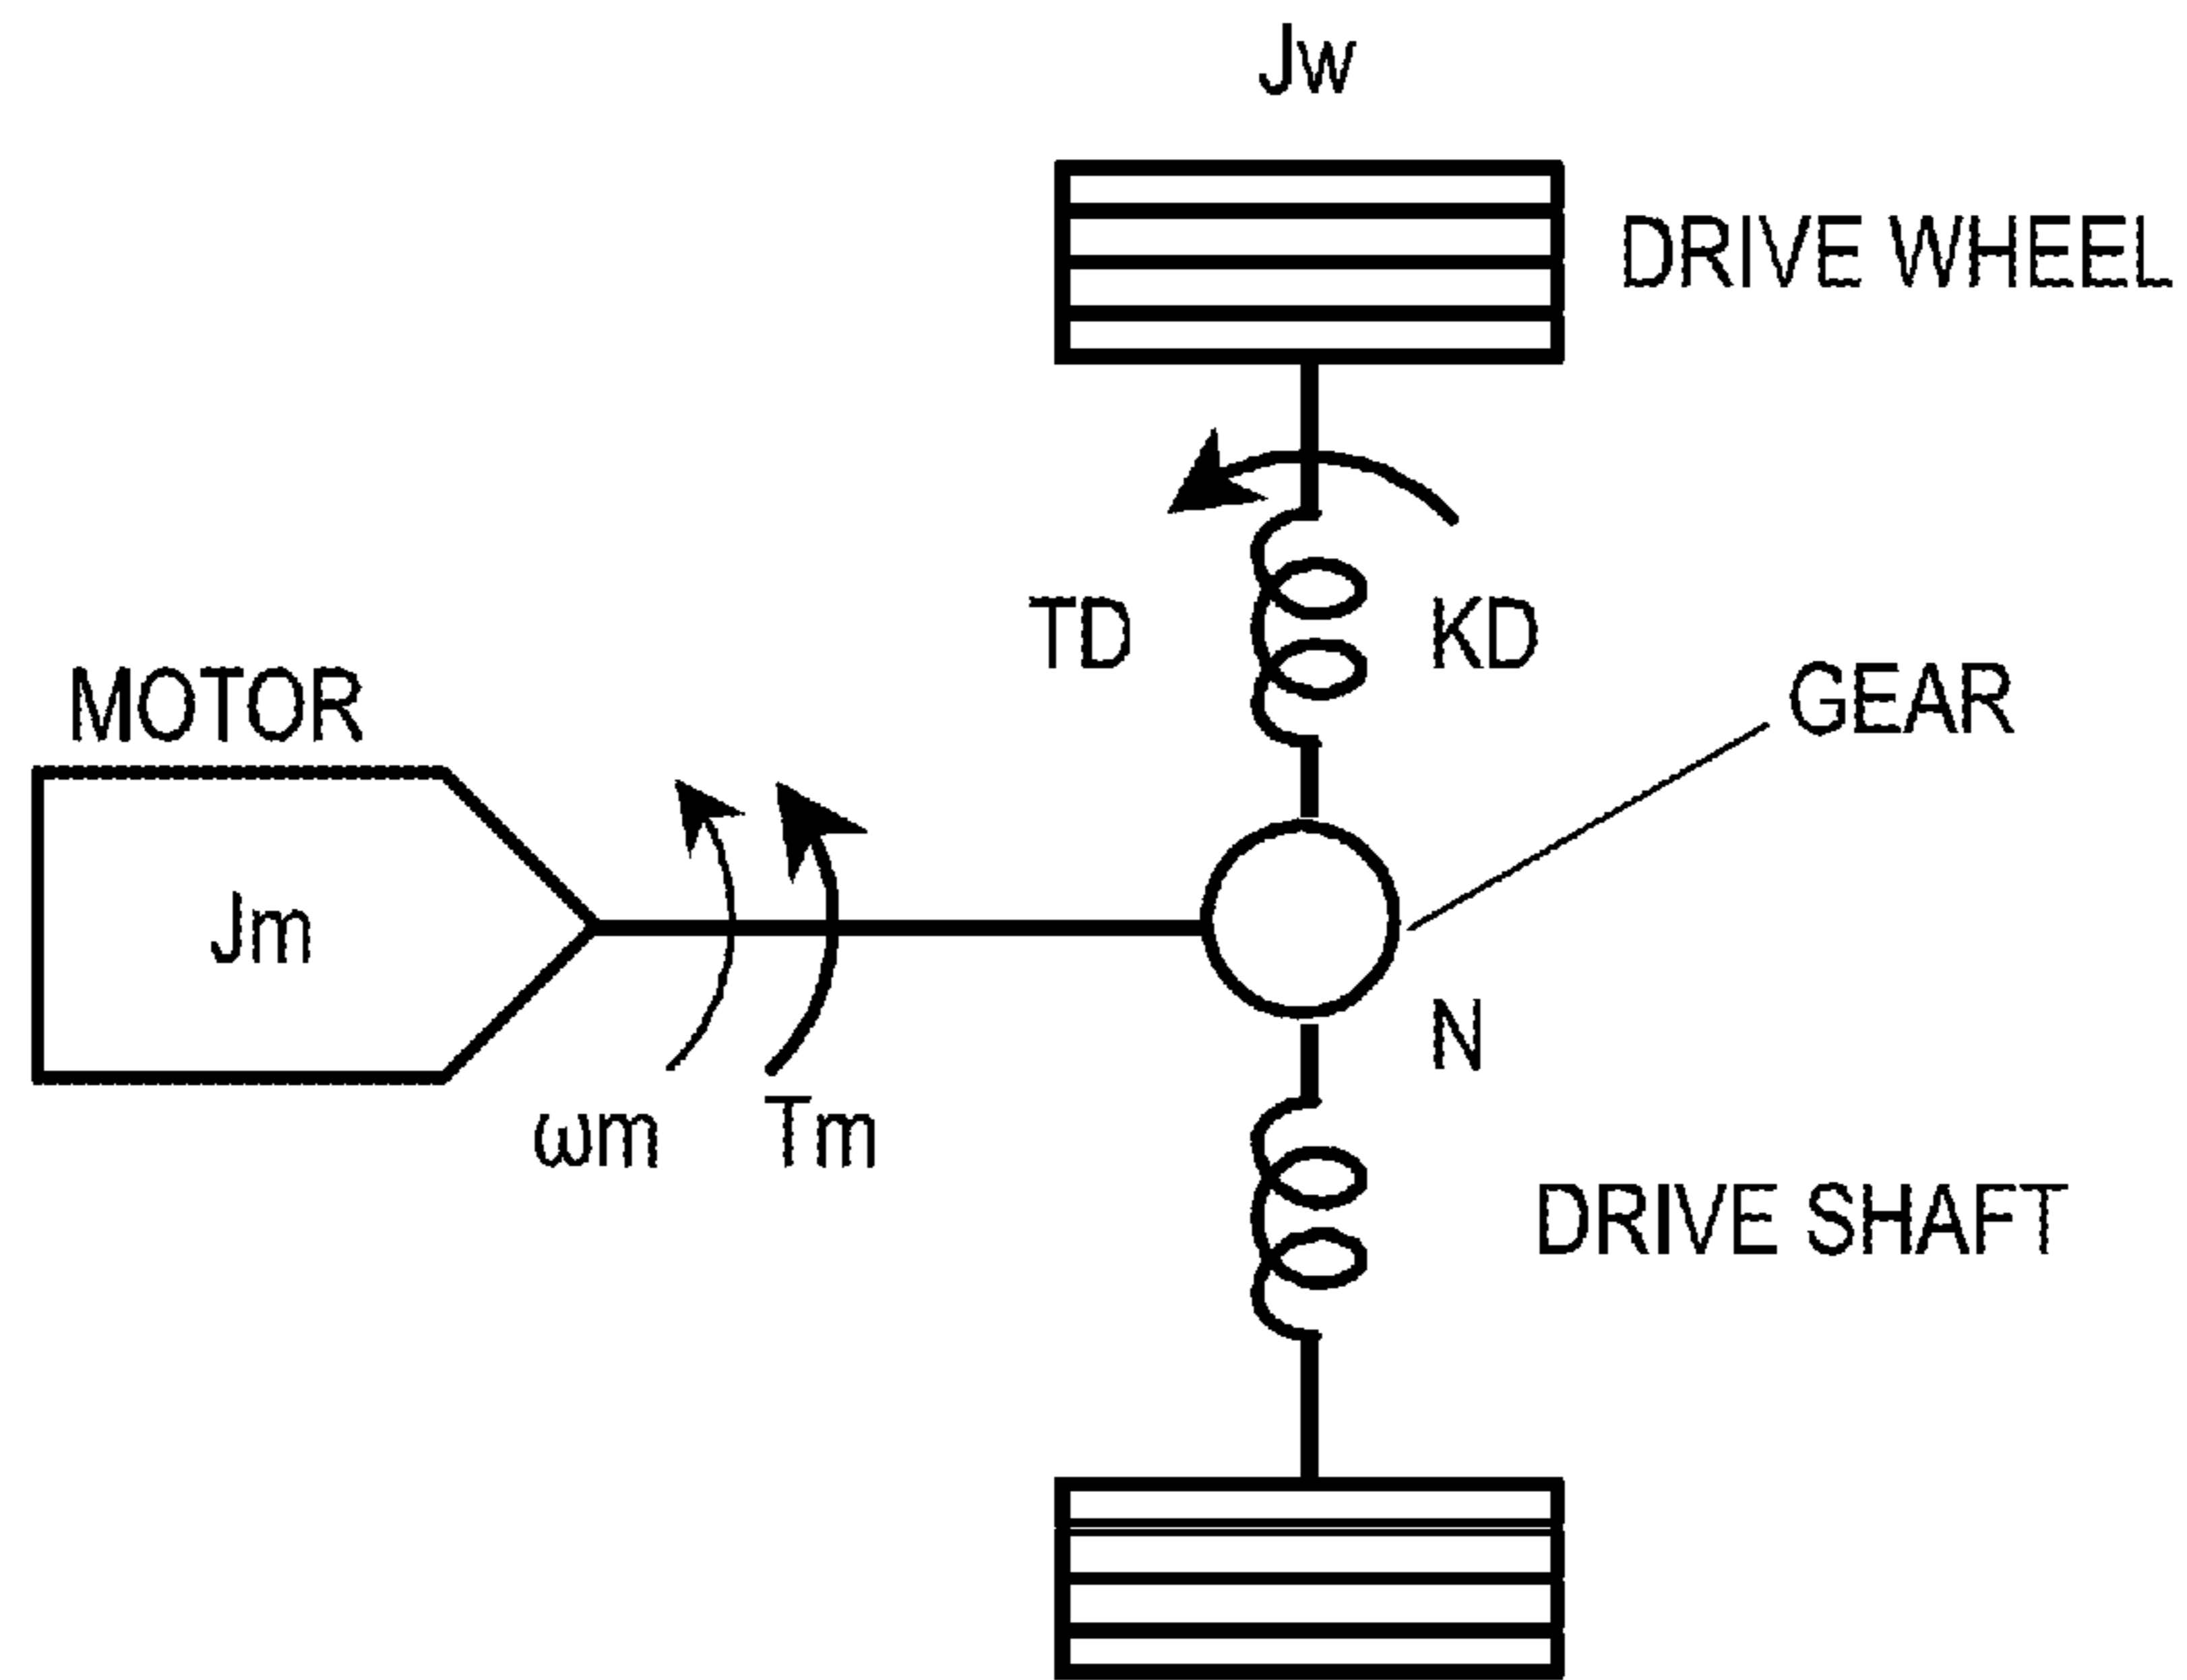 Jw
DRIVE WHEEL
TD
KD
GEAR
MOTOR
Jm
N
ωm
Tm
DRIVE SHAFT